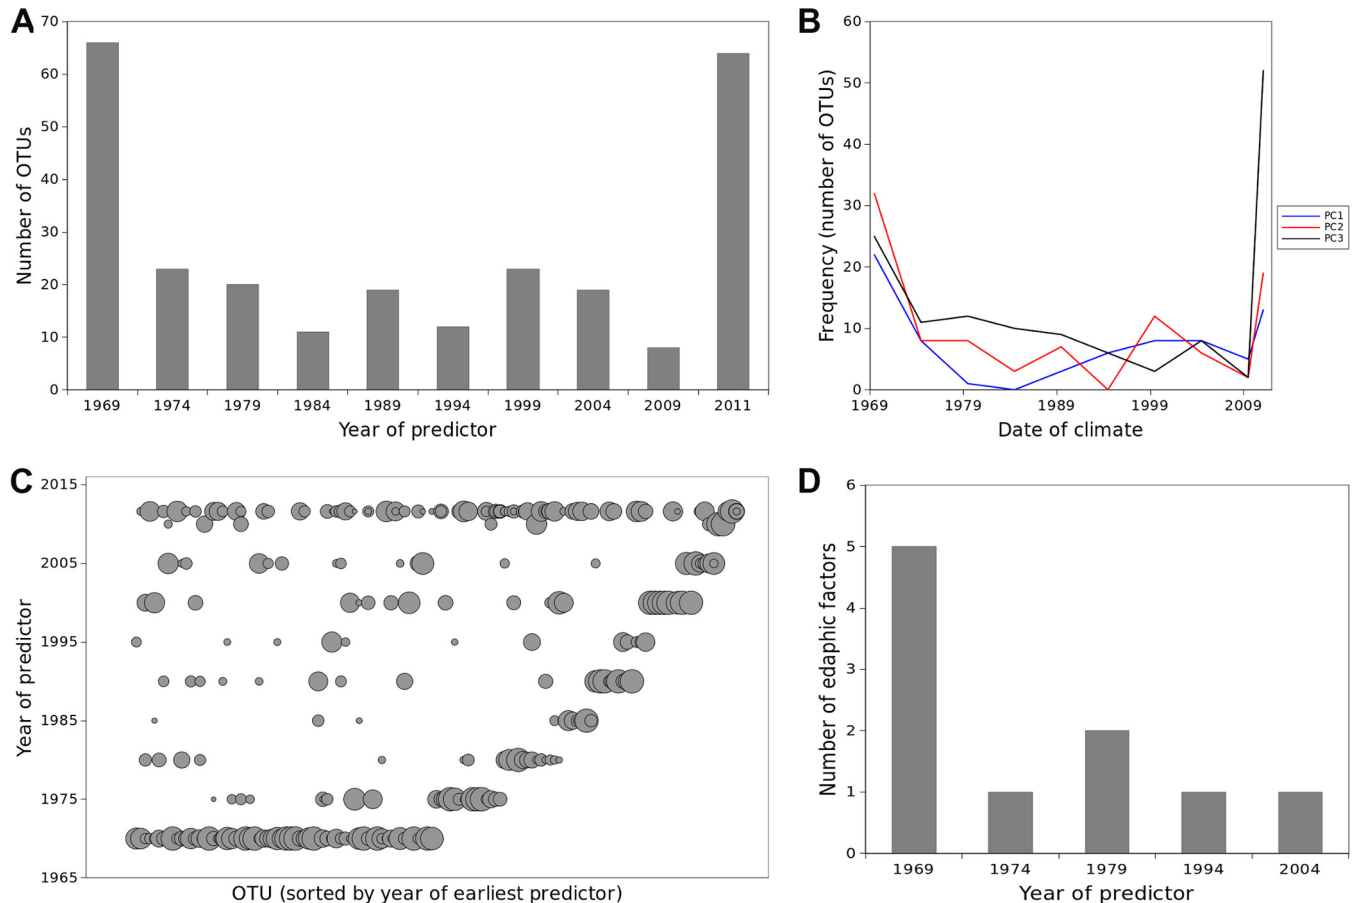 A
70
60
50
40
30
20
10
0
Number of OTUs
1969 1974 1979 1984 1989 1994 1999 2004 2009 2011
Year of predictor
B
60
50
40
30
20
10
0
Frequency (number of OTUs)
1969 1979 1989 1999 2009
Date of climate
PC1
PC2
PC3
C
2015
2005
1995
1985
1975
1965
Year of predictor
OTU (sorted by year of earliest predictor)
D
6
5
4
3
2
1
0
Number of edaphic factors
1969 1974 1979 1994 2004
Year of predictor